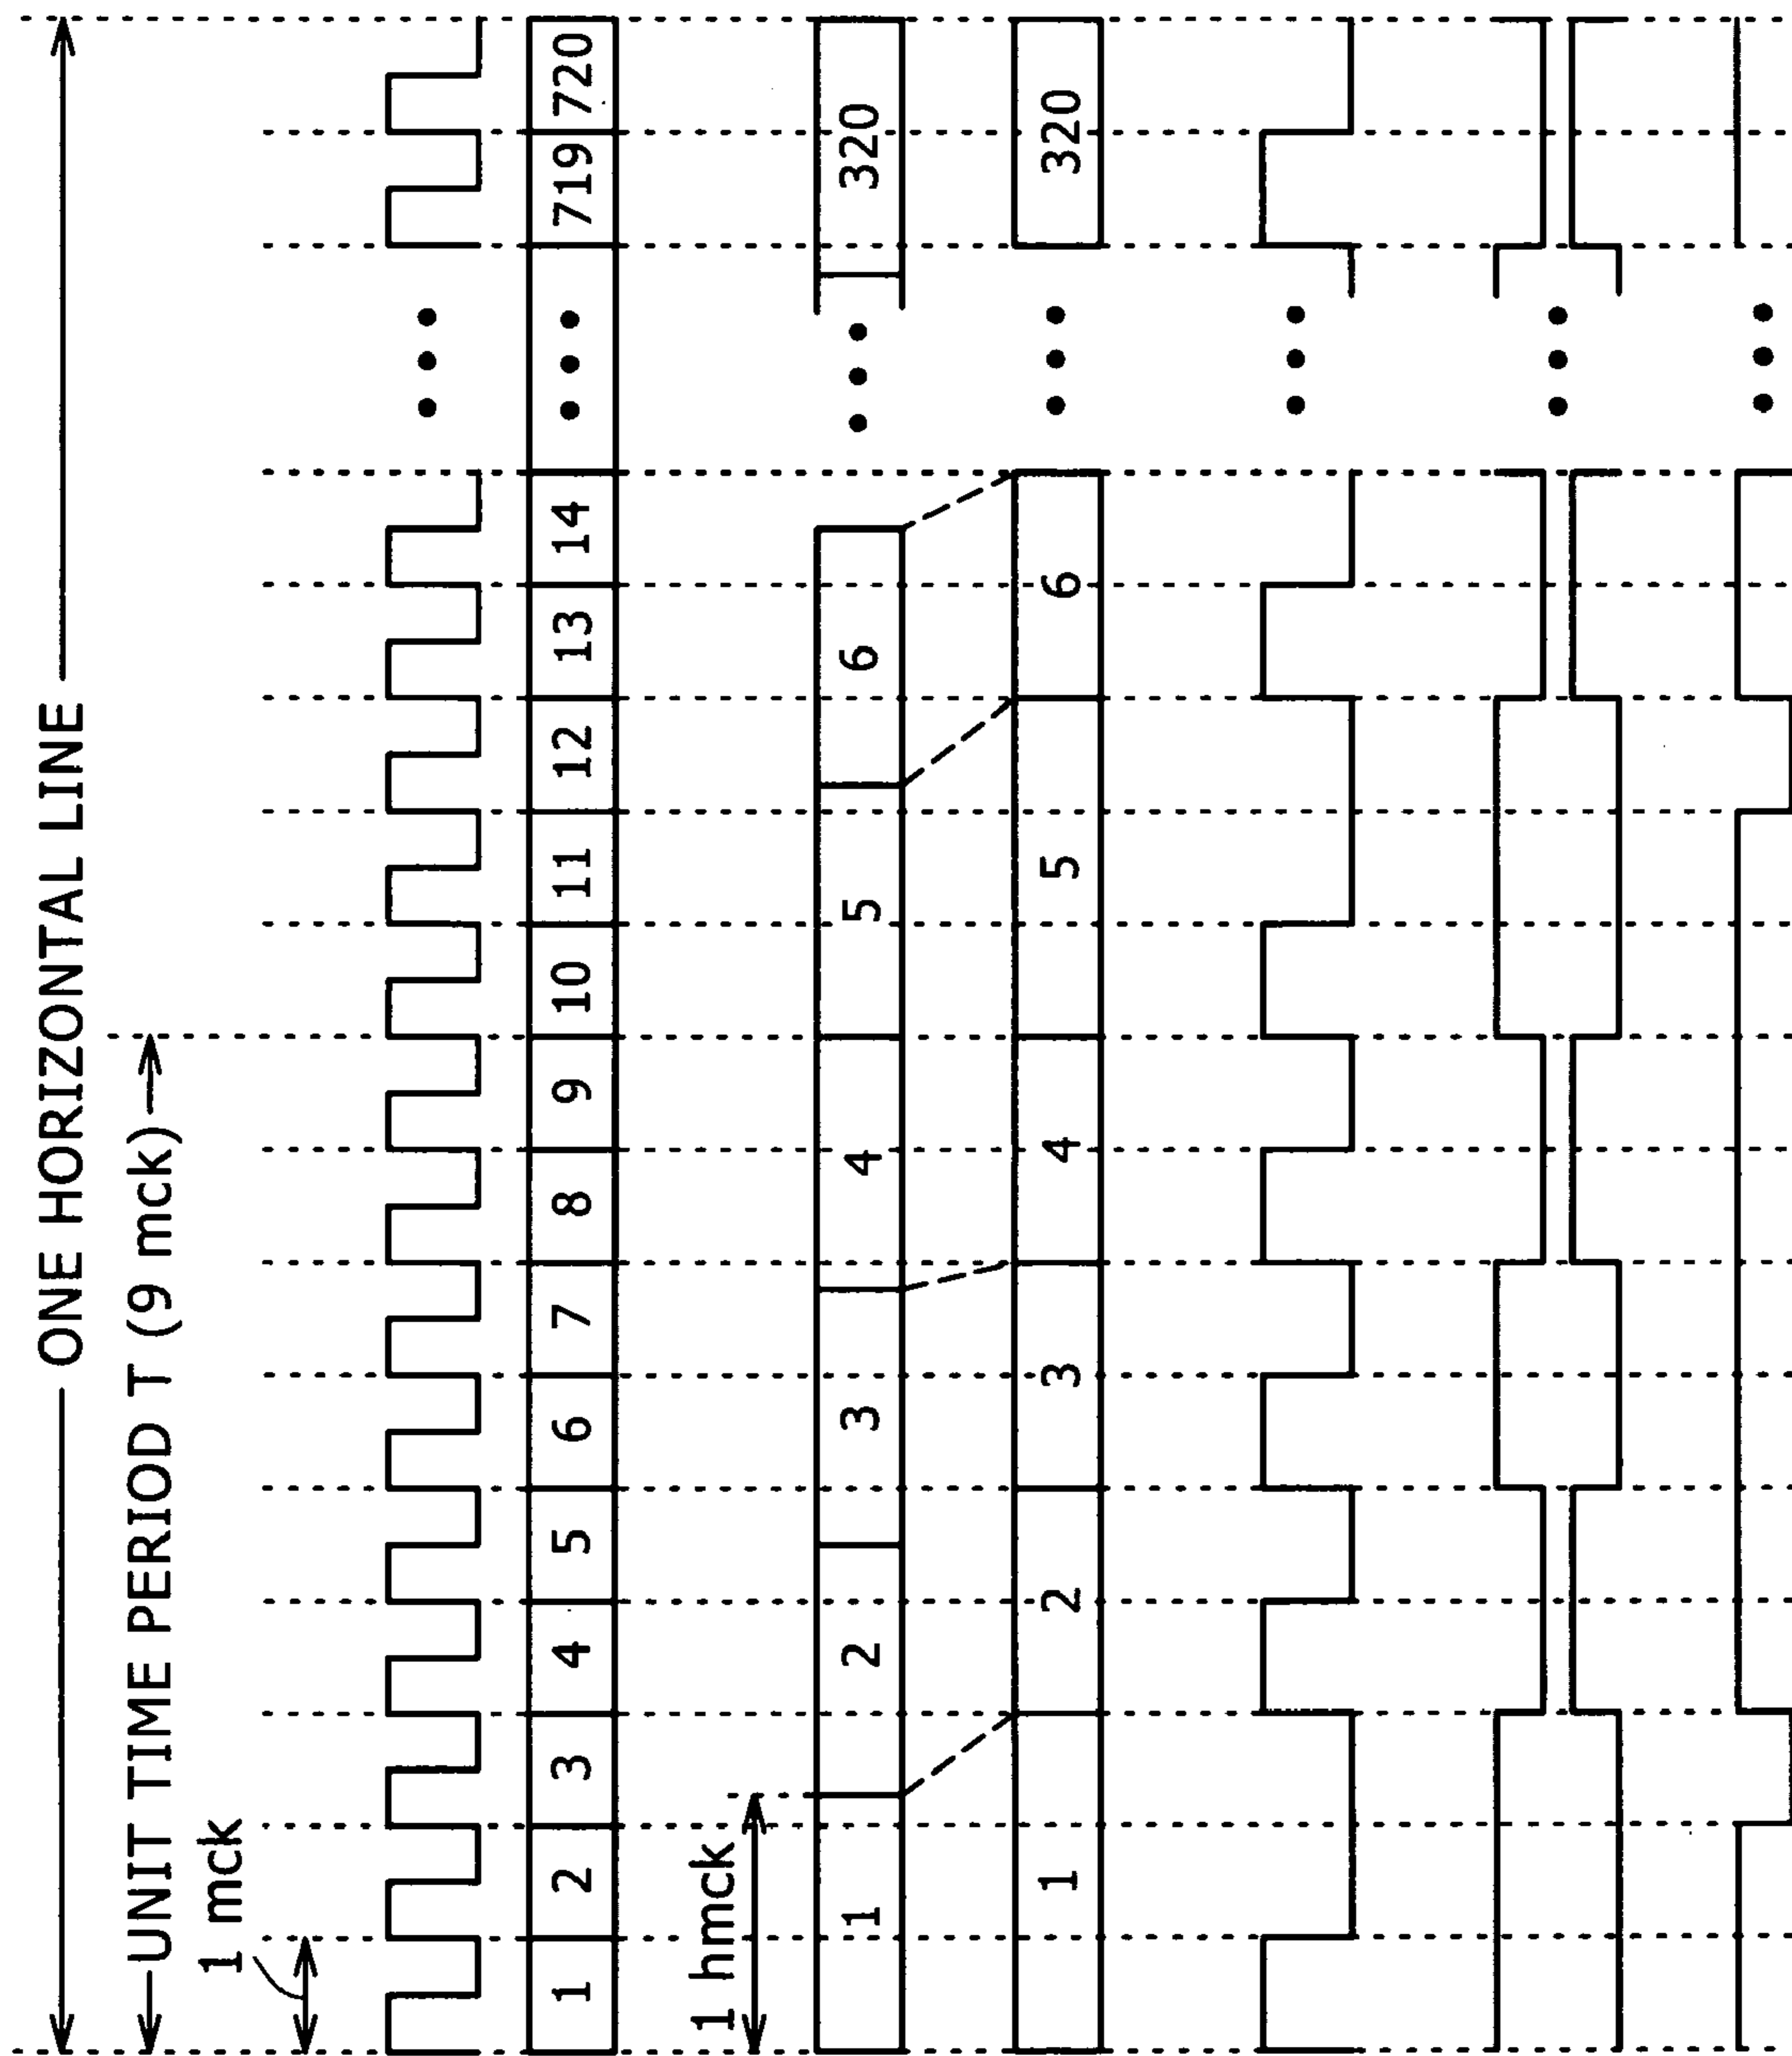 ONE HORIZONTAL LINE
UNIT TIME PERIOD T (9 mck)
1 mck
1 2 3 4 5 6 7 8 9 10 11 12 13 14 ••• 719 720
1 hmck
1 2 3 4 5 6 ••• 320
1 2 3 4 5 6 ••• 320